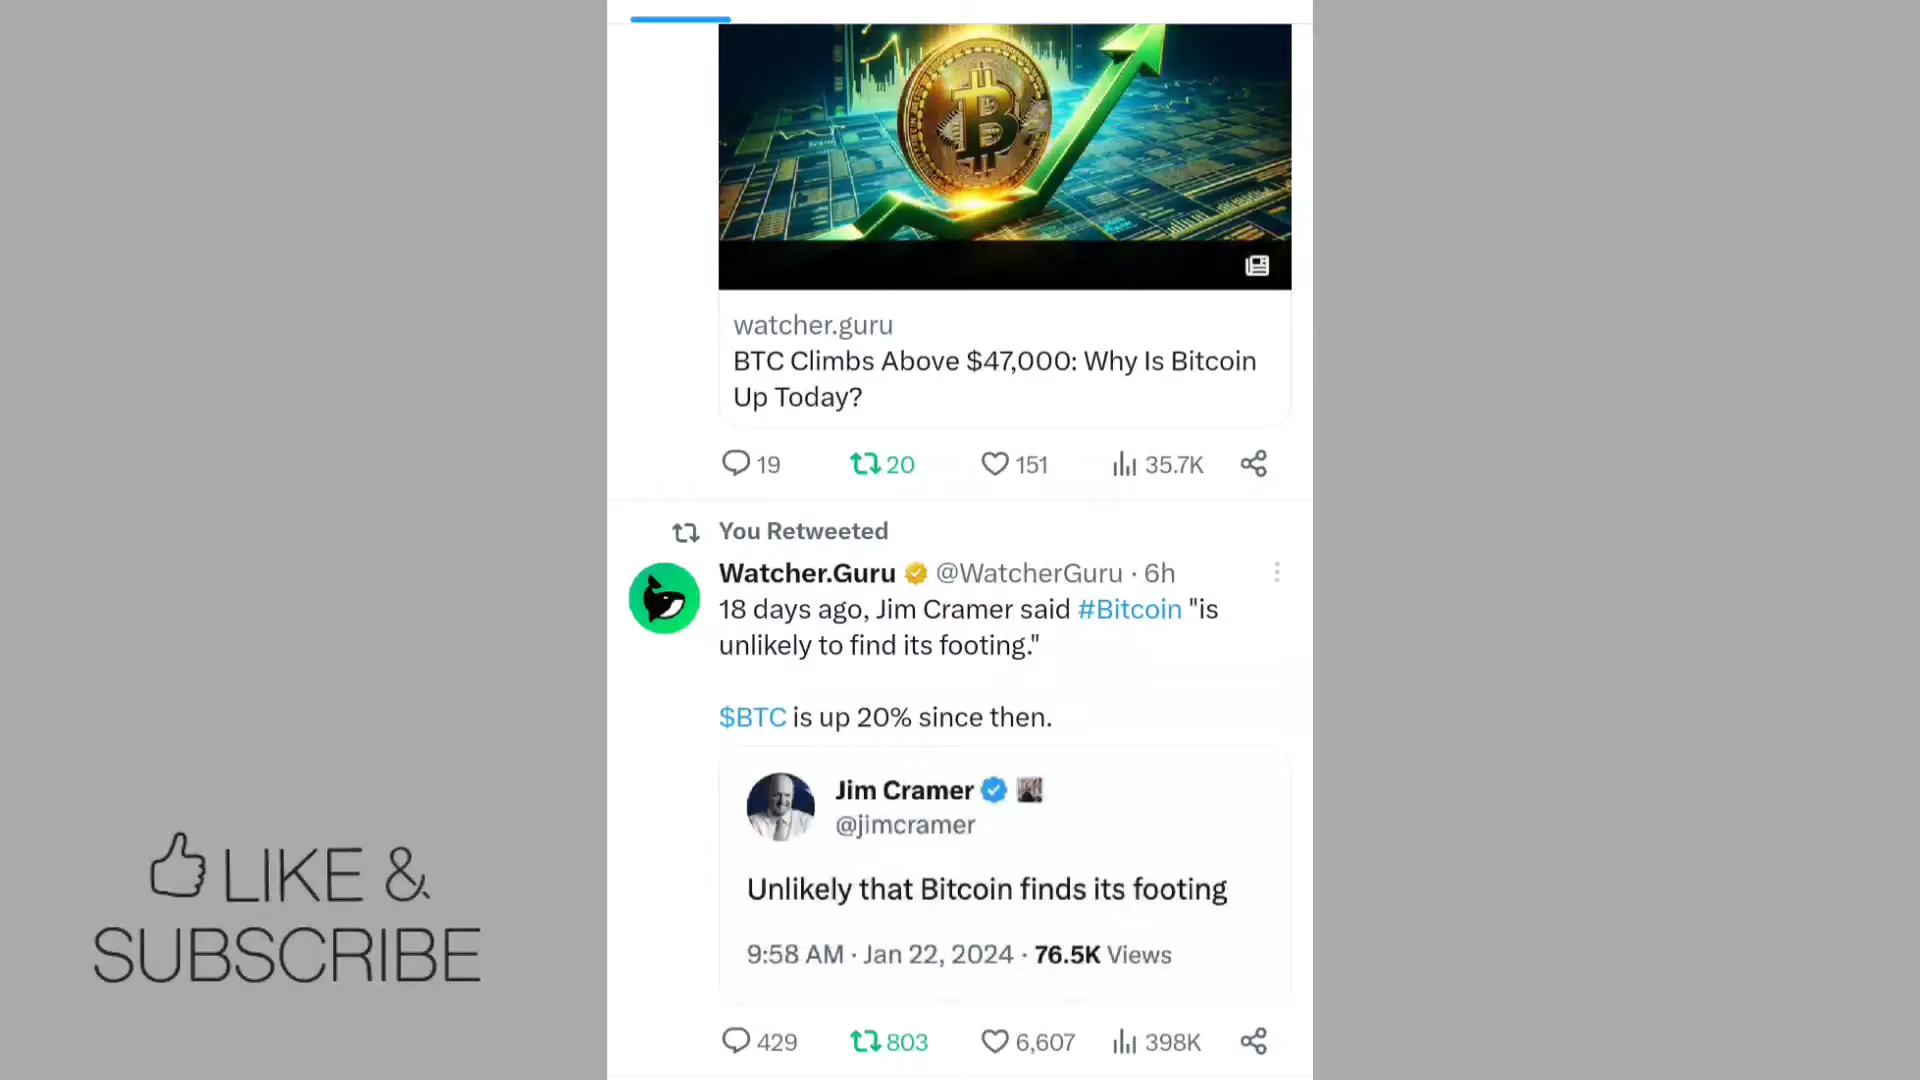 watcher.guru
BTC Climbs Above $47,000: Why Is Bitcoin
Up Today?
19 20 151 35.7K
You Retweeted
Watcher.Guru @WatcherGuru · 6h
18 days ago, Jim Cramer said #Bitcoin "is
unlikely to find its footing."
$BTC is up 20% since then.
Jim Cramer
@jimcramer
Unlikely that Bitcoin finds its footing
9:58 AM · Jan 22, 2024 · 76.5K Views
429 803 6,607 398K
LIKE &
SUBSCRIBE